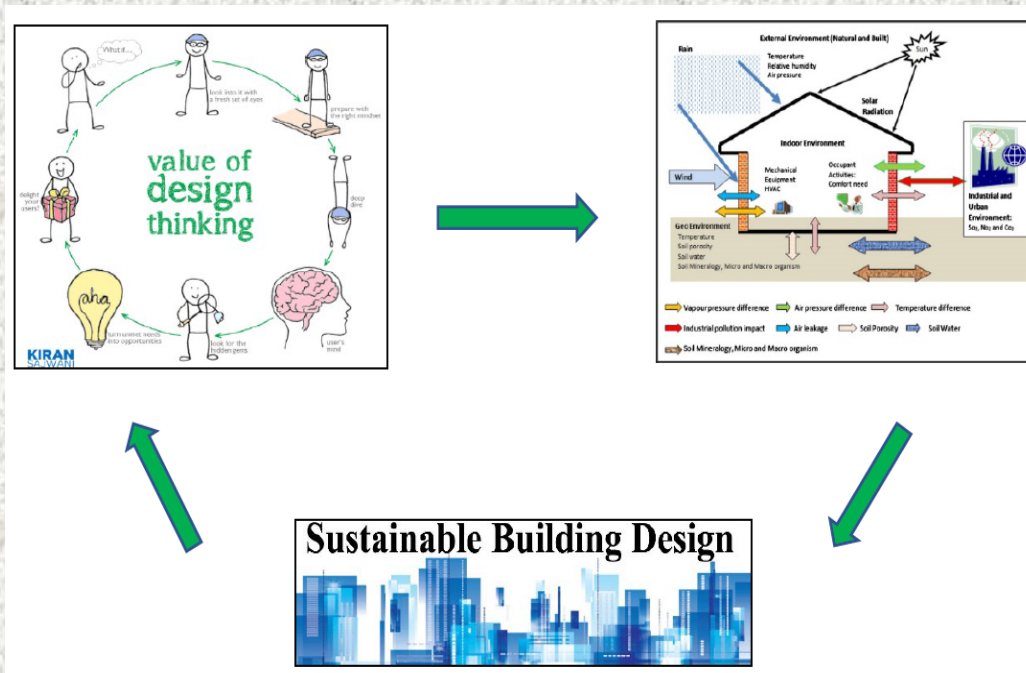 What if....
look into it with
a fresh set of eyes
prepare with
the right mindset
deep
dive
user's
mind
look for the
hidden gems
aha
turn unmet needs
into opportunities
delight
your
users!
value of
design
thinking
KIRAN
SAJWANI
External Environment (Natural and Built)
Rain
Temperature
Relative humidity
Air pressure
Sun
Solar
Radiation
Indoor Environment
Wind
Mechanical
Equipment
HVAC
Occupant
Activities:
Comfort need
Industrial and
Urban
Environment:
So₂, No₂ and Co₂
Geo Environment
Temperature
Soil porosity
Soil water
Soil Mineralogy, Micro and Macro organism
Vapour pressure difference
Air pressure difference
Temperature difference
Industrial pollution impact
Air leakage
Soil Porosity
Soil Water
Soil Mineralogy, Micro and Macro organism
Sustainable Building Design